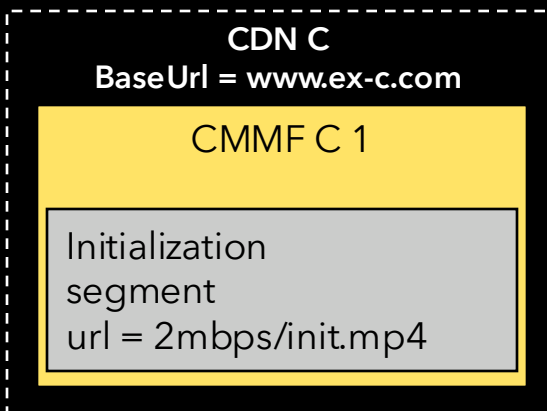 CDN C
BaseUrl = www.ex-c.com
CMMF C 1
Initialization
segment
url = 2mbps/init.mp4